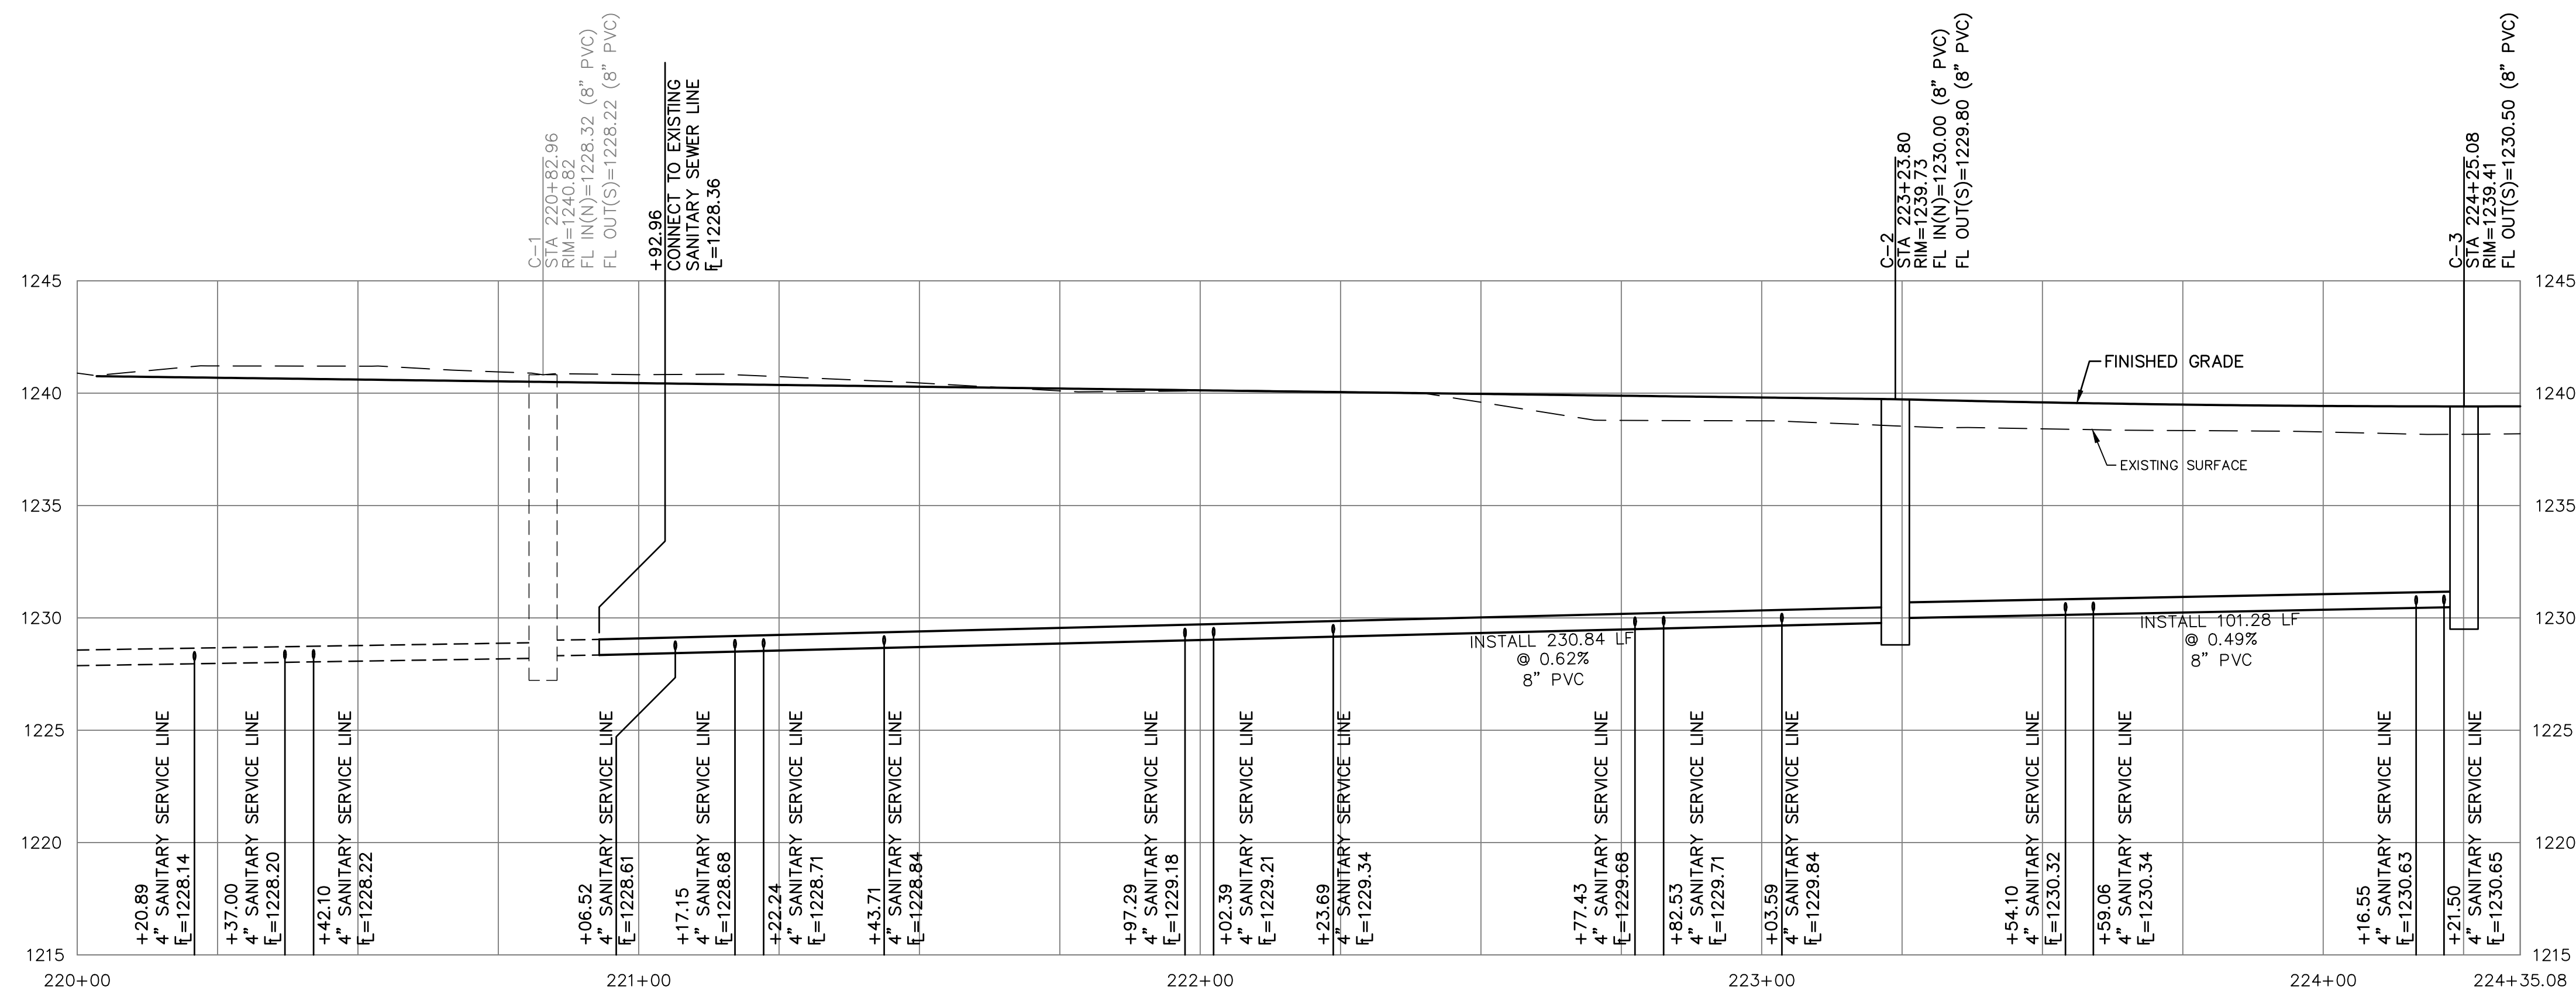 C-1
STA 220+82.96
RIM=1240.82
FL IN(N)=1228.32 (8" PVC)
FL OUT(S)=1228.22 (8" PVC)
+92.96
CONNECT TO EXISTING
SANITARY SEWER LINE
FL=1228.36
C-2
STA 223+23.80
RIM=1239.73
FL IN(N)=1230.00 (8" PVC)
FL OUT(S)=1229.80 (8" PVC)
C-3
STA 224+25.08
RIM=1239.41
FL OUT(S)=1230.50 (8" PVC)
1245
1240
1235
1230
1225
1220
1215
1245
1240
1235
1230
1225
1220
1215
FINISHED GRADE
EXISTING SURFACE
INSTALL 230.84 LF
@ 0.62%
8" PVC
INSTALL 101.28 LF
@ 0.49%
8" PVC
+20.89
4" SANITARY SERVICE LINE
FL=1228.14
+37.00
4" SANITARY SERVICE LINE
FL=1228.20
+42.10
4" SANITARY SERVICE LINE
FL=1228.22
+06.52
4" SANITARY SERVICE LINE
FL=1228.61
+17.15
4" SANITARY SERVICE LINE
FL=1228.68
+22.24
4" SANITARY SERVICE LINE
FL=1228.71
+43.71
4" SANITARY SERVICE LINE
FL=1228.84
+97.29
4" SANITARY SERVICE LINE
FL=1229.18
+02.39
4" SANITARY SERVICE LINE
FL=1229.21
+23.69
4" SANITARY SERVICE LINE
FL=1229.34
+77.43
4" SANITARY SERVICE LINE
FL=1229.68
+82.53
4" SANITARY SERVICE LINE
FL=1229.71
+03.59
4" SANITARY SERVICE LINE
FL=1229.84
+54.10
4" SANITARY SERVICE LINE
FL=1230.32
+59.06
4" SANITARY SERVICE LINE
FL=1230.34
+16.55
4" SANITARY SERVICE LINE
FL=1230.63
+21.50
4" SANITARY SERVICE LINE
FL=1230.65
220+00
221+00
222+00
223+00
224+00
224+35.08